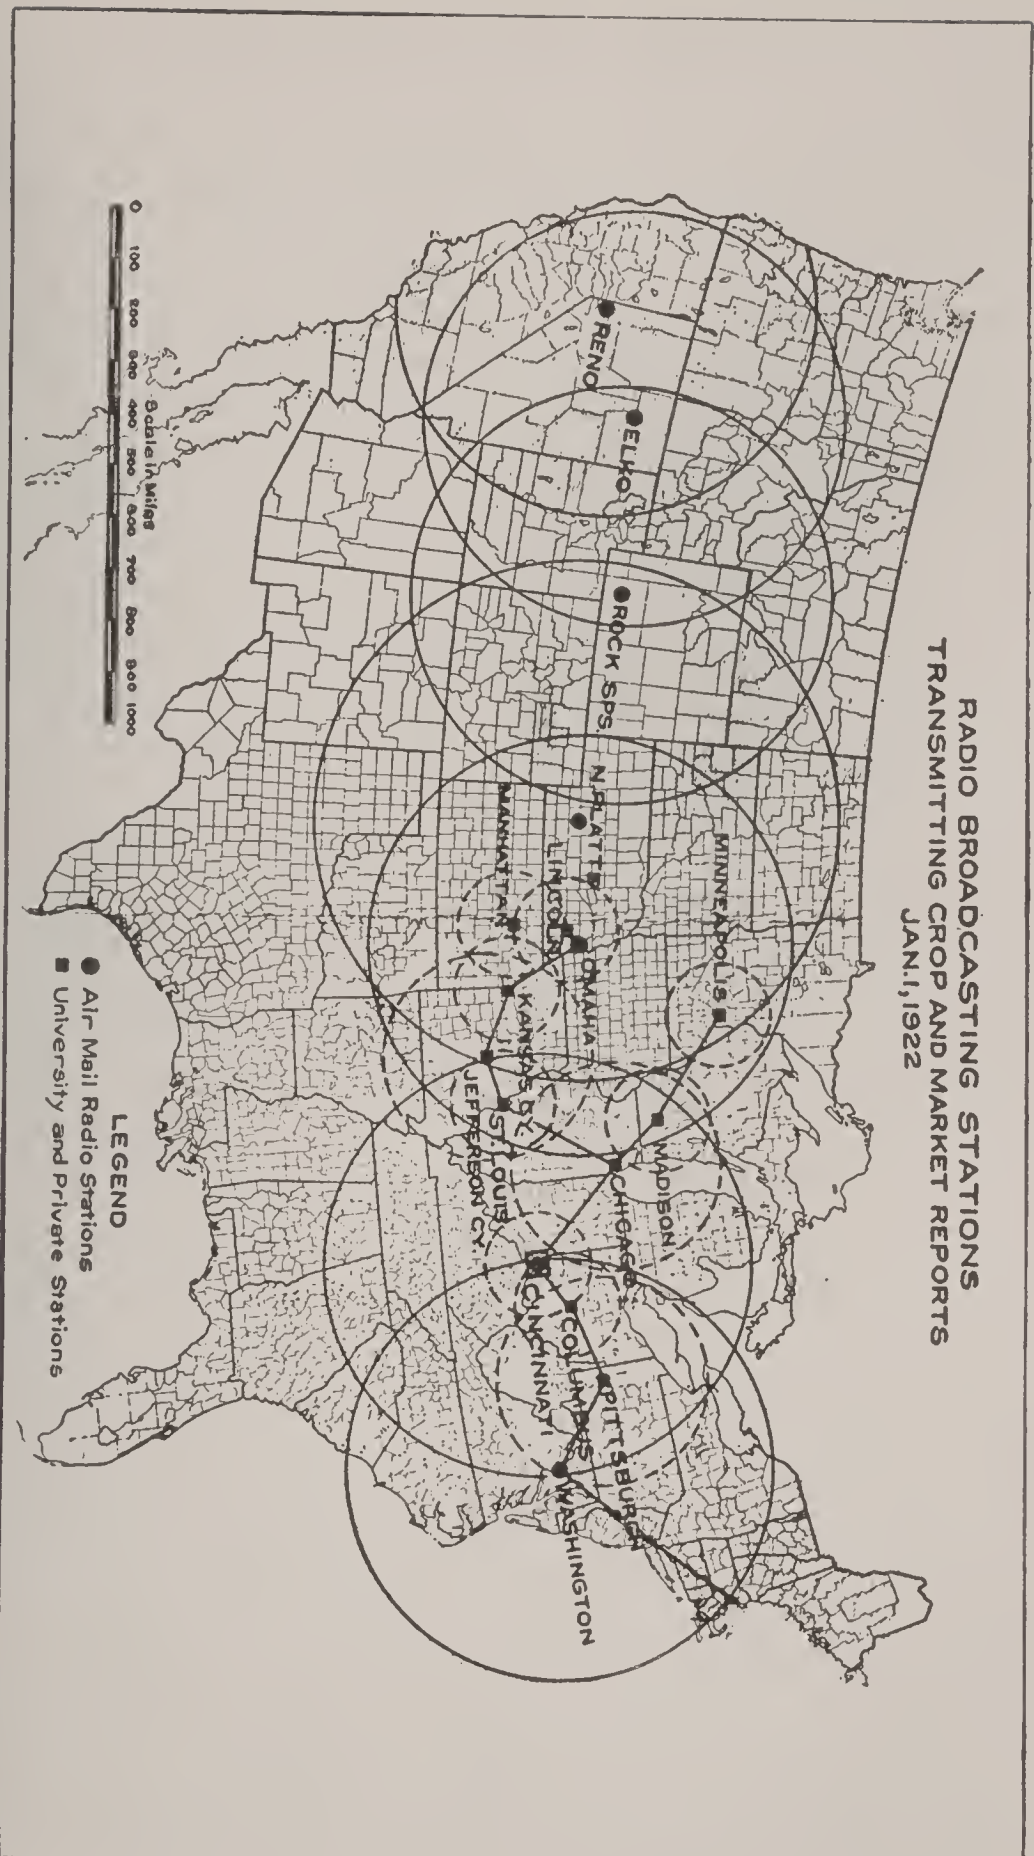 RADIO BROADCASTING STATIONS
TRANSMITTING CROP AND MARKET REPORTS
JAN. 1, 1922
RENO
ELKO
ROCK SPS.
N. PLATTE
LINCOLN
OMAHA
MANHATTAN
KANSAS CY.
MINNEAPOLIS
MADISON
CHICAGO
ST. LOUIS
JEFFERSON CY.
CINCINNATI
COLUMBUS
PITTSBURGH
WASHINGTON
0 100 200 300 400 500 600 700 800 900 1000
Scale in Miles
LEGEND
Air Mail Radio Stations
University and Private Stations